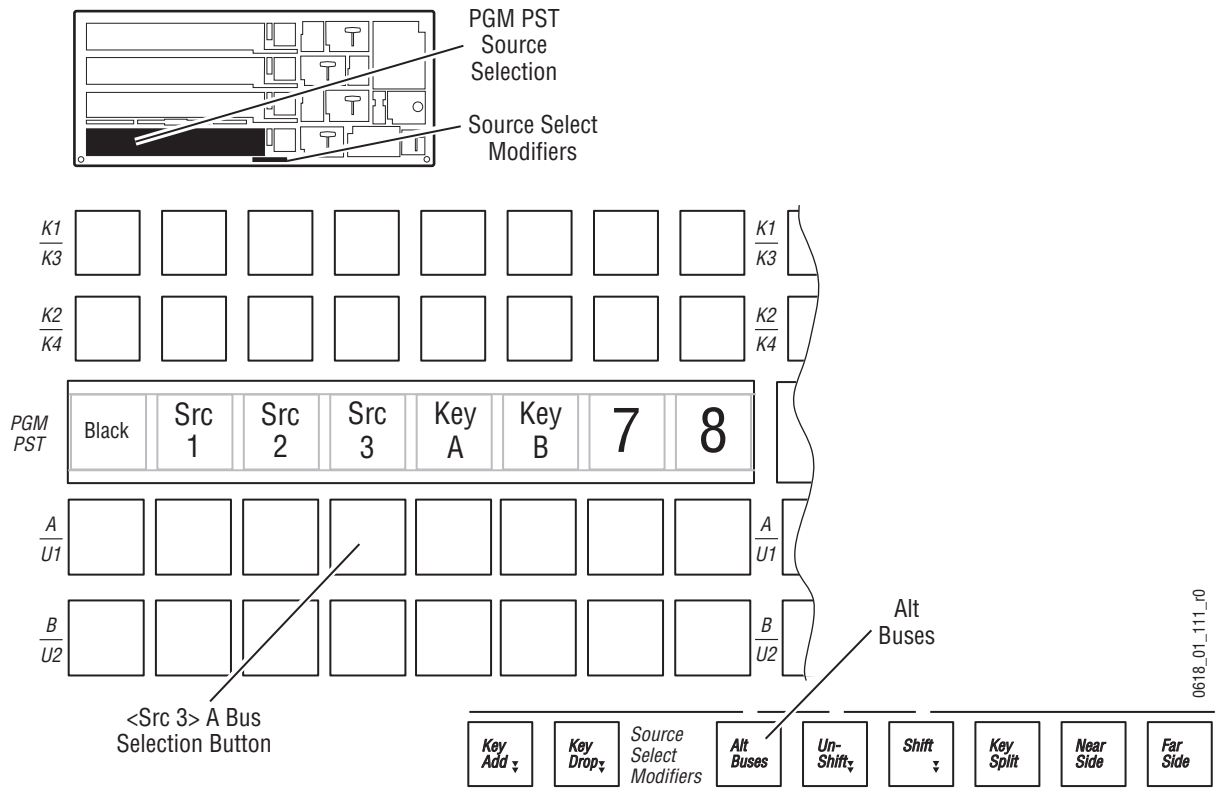 PGM PST
Source
Selection
Source Select
Modifiers
K1
K3
K1
K3
K2
K4
K2
K4
PGM
PST
Black
Src
1
Src
2
Src
3
Key
A
Key
B
7
8
A
U1
A
U1
B
U2
B
U2
Alt
Buses
0618_01_111_r0
<Src 3> A Bus
Selection Button
Key
Add
Key
Drop
Source
Select
Modifiers
Alt
Buses
Un-
Shift
Shift
Key
Split
Near
Side
Far
Side